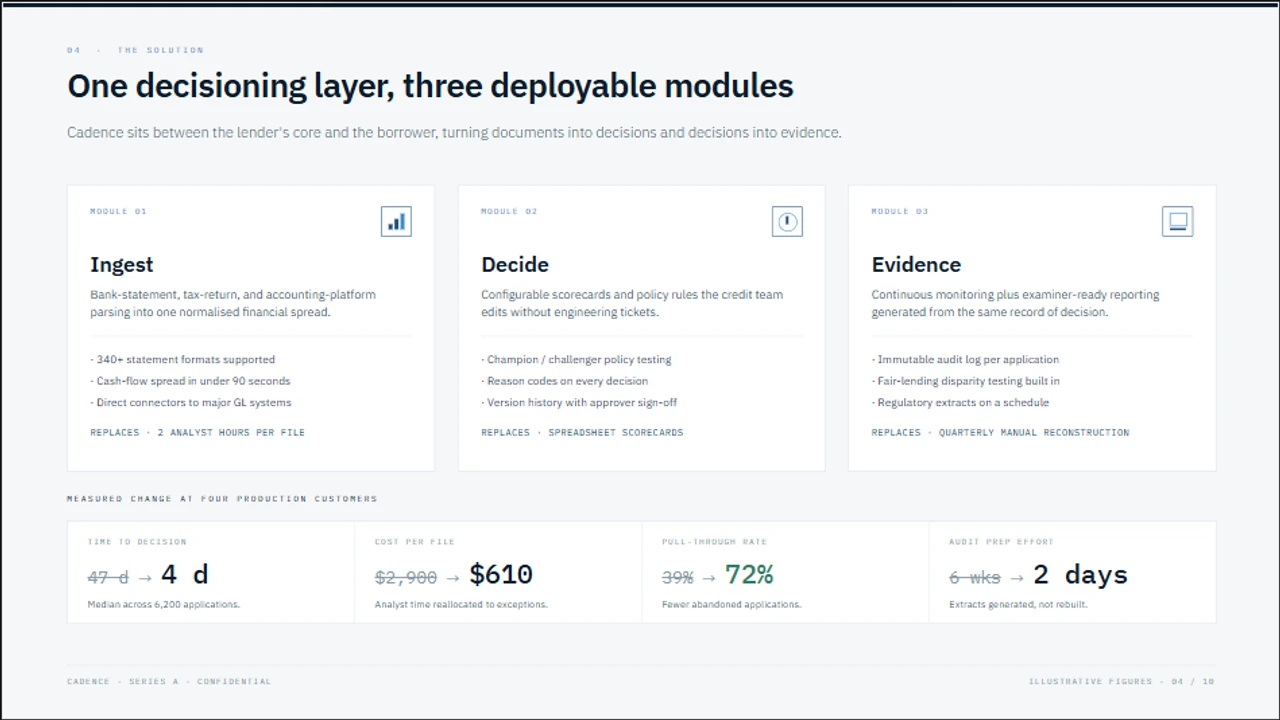 04 · THE SOLUTION
One decisioning layer, three deployable modules
Cadence sits between the lender's core and the borrower, turning documents into decisions and decisions into evidence.
MODULE 01
Ingest
Bank-statement, tax-return, and accounting-platform
parsing into one normalised financial spread.
· 340+ statement formats supported
· Cash-flow spread in under 90 seconds
· Direct connectors to major GL systems
REPLACES · 2 ANALYST HOURS PER FILE
MODULE 02
Decide
Configurable scorecards and policy rules the credit team
edits without engineering tickets.
· Champion / challenger policy testing
· Reason codes on every decision
· Version history with approver sign-off
REPLACES · SPREADSHEET SCORECARDS
MODULE 03
Evidence
Continuous monitoring plus examiner-ready reporting
generated from the same record of decision.
· Immutable audit log per application
· Fair-lending disparity testing built in
· Regulatory extracts on a schedule
REPLACES · QUARTERLY MANUAL RECONSTRUCTION
MEASURED CHANGE AT FOUR PRODUCTION CUSTOMERS
TIME TO DECISION
47 d → 4 d
Median across 6,200 applications.
COST PER FILE
$2,900 → $610
Analyst time reallocated to exceptions.
PULL-THROUGH RATE
39% → 72%
Fewer abandoned applications.
AUDIT PREP EFFORT
6 wks → 2 days
Extracts generated, not rebuilt.
CADENCE · SERIES A · CONFIDENTIAL
ILLUSTRATIVE FIGURES · 04 / 10